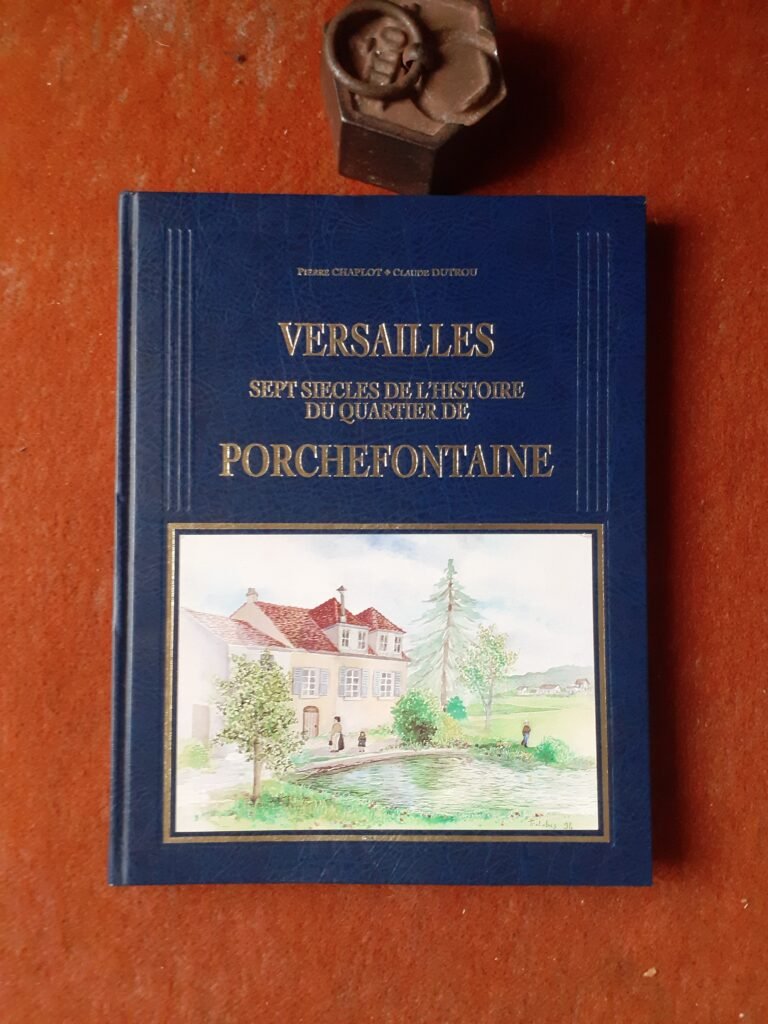 PIERRE CHAPLOT ❖ CLAUDE DUTROU
VERSAILLES
SEPT SIECLES DE L'HISTOIRE
DU QUARTIER DE
PORCHEFONTAINE